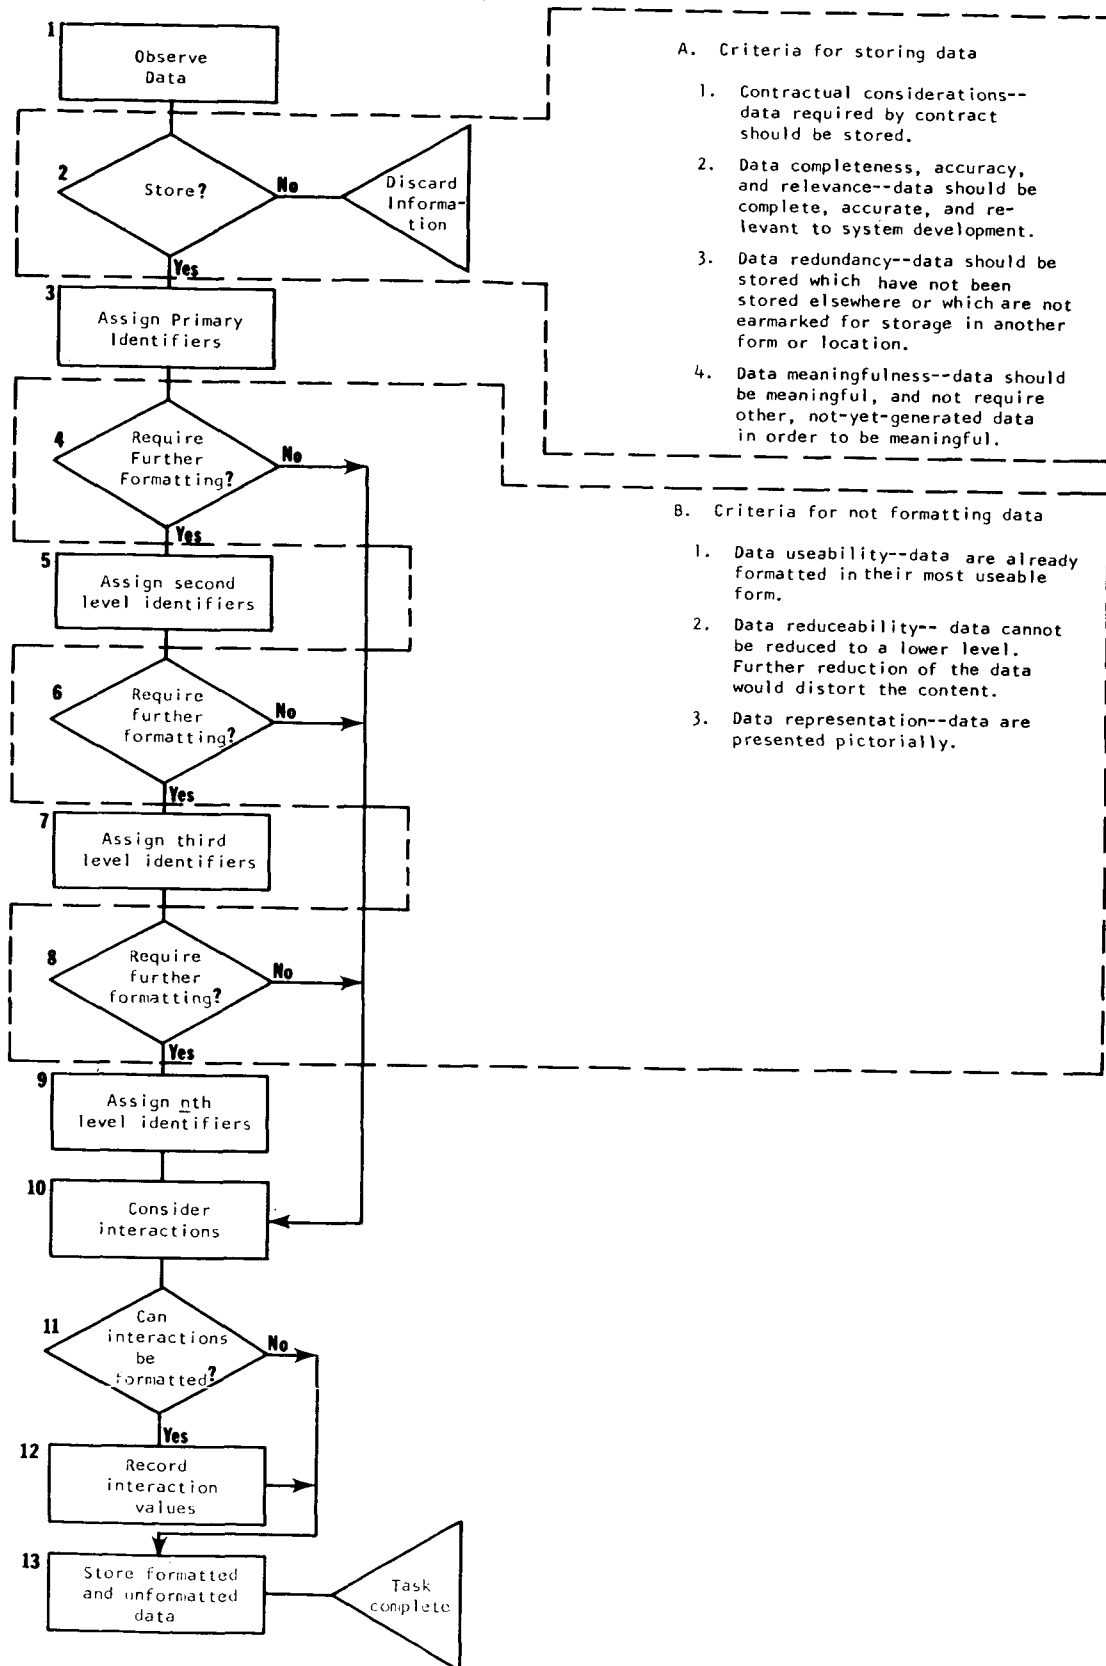 1
Observe
Data
2
Store?
No
Discard
Informa-
tion
Yes
3
Assign Primary
Identifiers
4
Require
Further
Formatting?
No
Yes
5
Assign second
level identifiers
6
Require
further
formatting?
No
Yes
7
Assign third
level identifiers
8
Require
further
formatting?
No
Yes
9
Assign nth
level identifiers
10
Consider
interactions
11
Can
interactions
be
formatted?
No
Yes
12
Record
interaction
values
13
Store formatted
and unformatted
data
Task
complete
A. Criteria for storing data
1. Contractual considerations--
data required by contract
should be stored.
2. Data completeness, accuracy,
and relevance--data should be
complete, accurate, and re-
levant to system development.
3. Data redundancy--data should be
stored which have not been
stored elsewhere or which are not
earmarked for storage in another
form or location.
4. Data meaningfulness--data should
be meaningful, and not require
other, not-yet-generated data
in order to be meaningful.
B. Criteria for not formatting data
1. Data useability--data are already
formatted in their most useable
form.
2. Data reduceability-- data cannot
be reduced to a lower level.
Further reduction of the data
would distort the content.
3. Data representation--data are
presented pictorially.